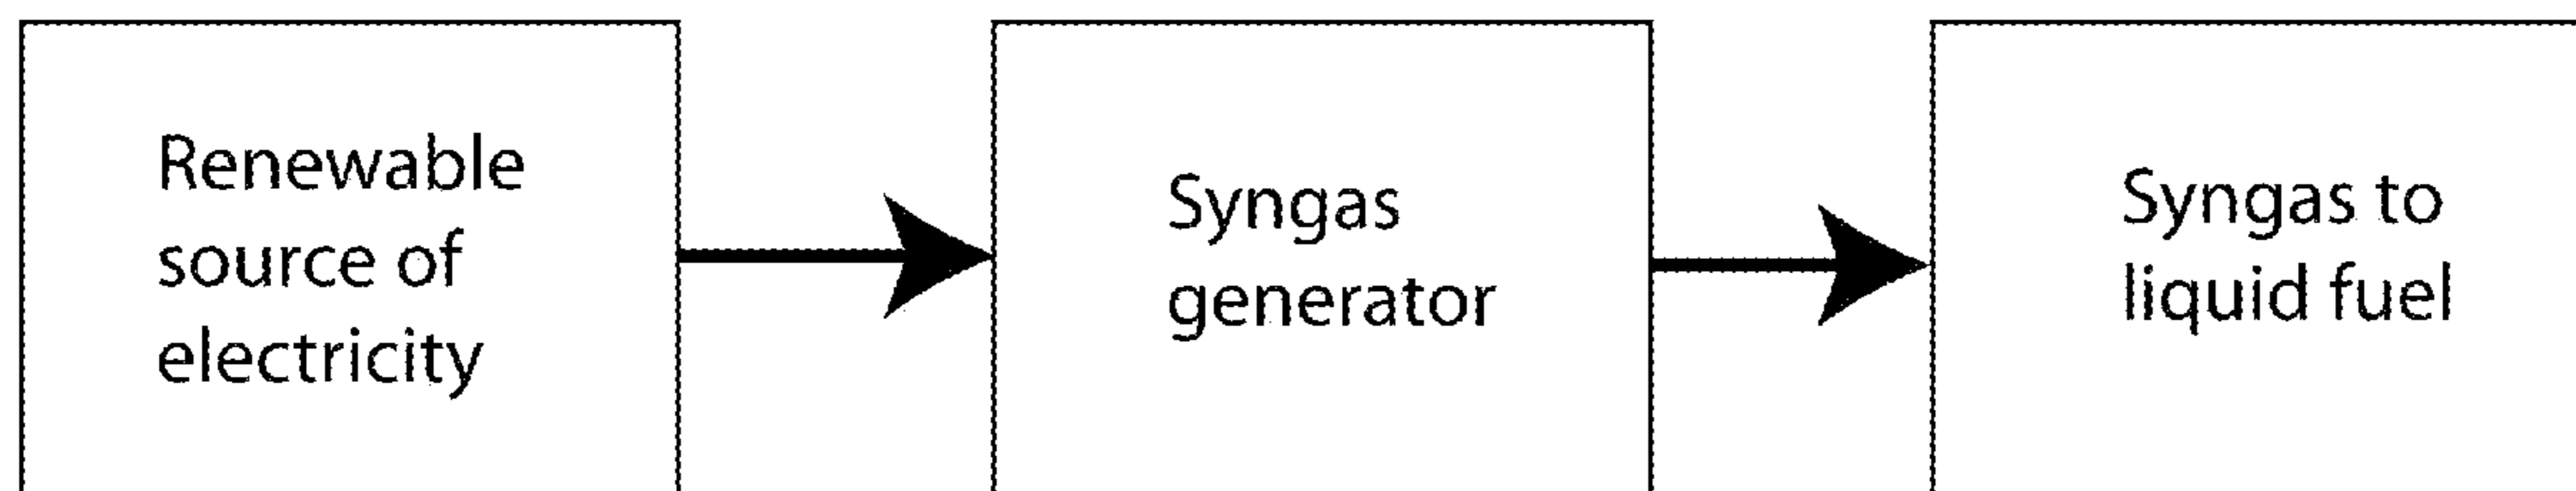 Renewable
source of
electricity
Syngas
generator
Syngas to
liquid fuel